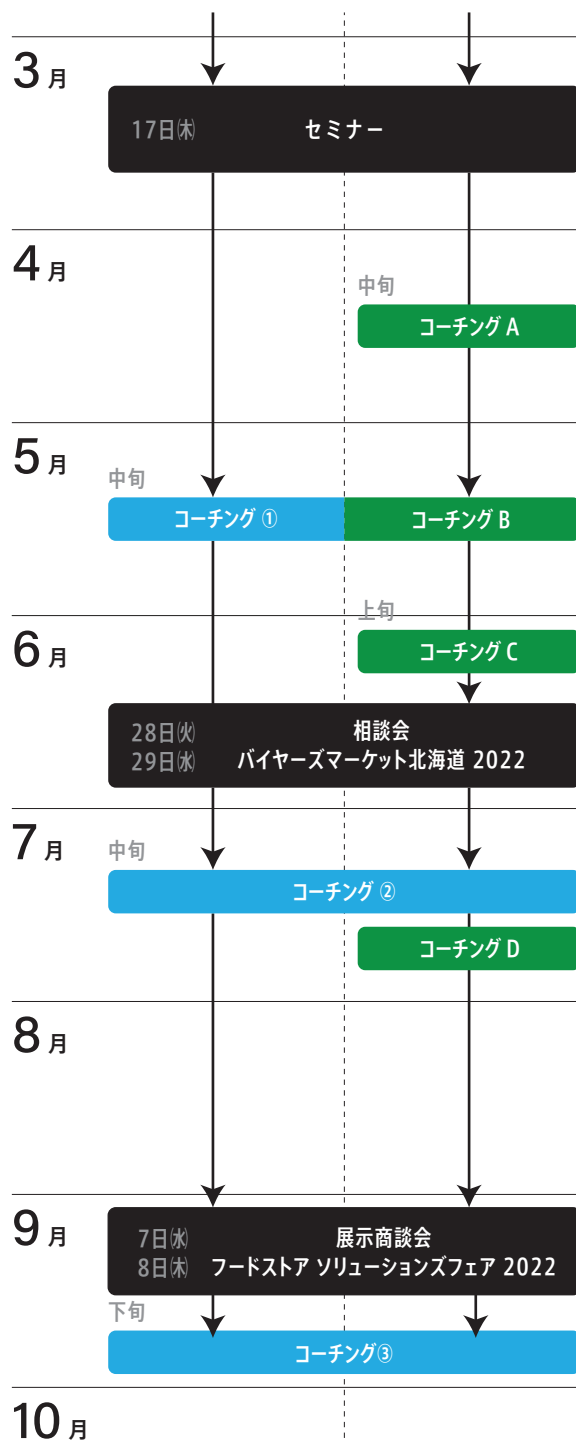 3月
17日㈭ セミナー
4月
中旬
コーチング A
5月
中旬
コーチング ① コーチング B
上旬
6月
コーチング C
28日㈫ 相談会
29日㈬ バイヤーズマーケット北海道 2022
7月
中旬
コーチング ②
コーチング D
8月
9月
7日㈬ 展示商談会
8日㈭ フードストア ソリューションズフェア 2022
下旬
コーチング③
10月